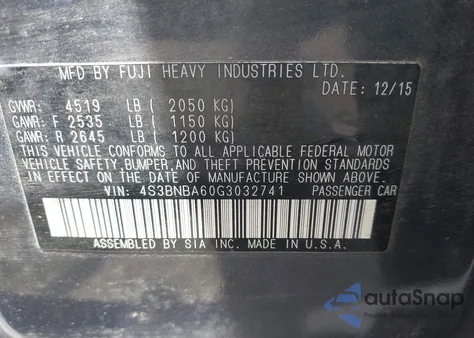 MFD BY FUJI HEAVY INDUSTRIES LTD.
DATE: 12/15
GVWR: 4519 LB ( 2050 KG)
GAWR: F 2535 LB ( 1150 KG)
GAWR: R 2645 LB ( 1200 KG)
THIS VEHICLE CONFORMS TO ALL APPLICABLE FEDERAL MOTOR
VEHICLE SAFETY, BUMPER, AND THEFT PREVENTION STANDARDS
IN EFFECT ON THE DATE OF MANUFACTURE SHOWN ABOVE.
VIN: 4S3BNBA60G3032741 PASSENGER CAR
ASSEMBLED BY SIA INC. MADE IN U.S.A.
autoSnap